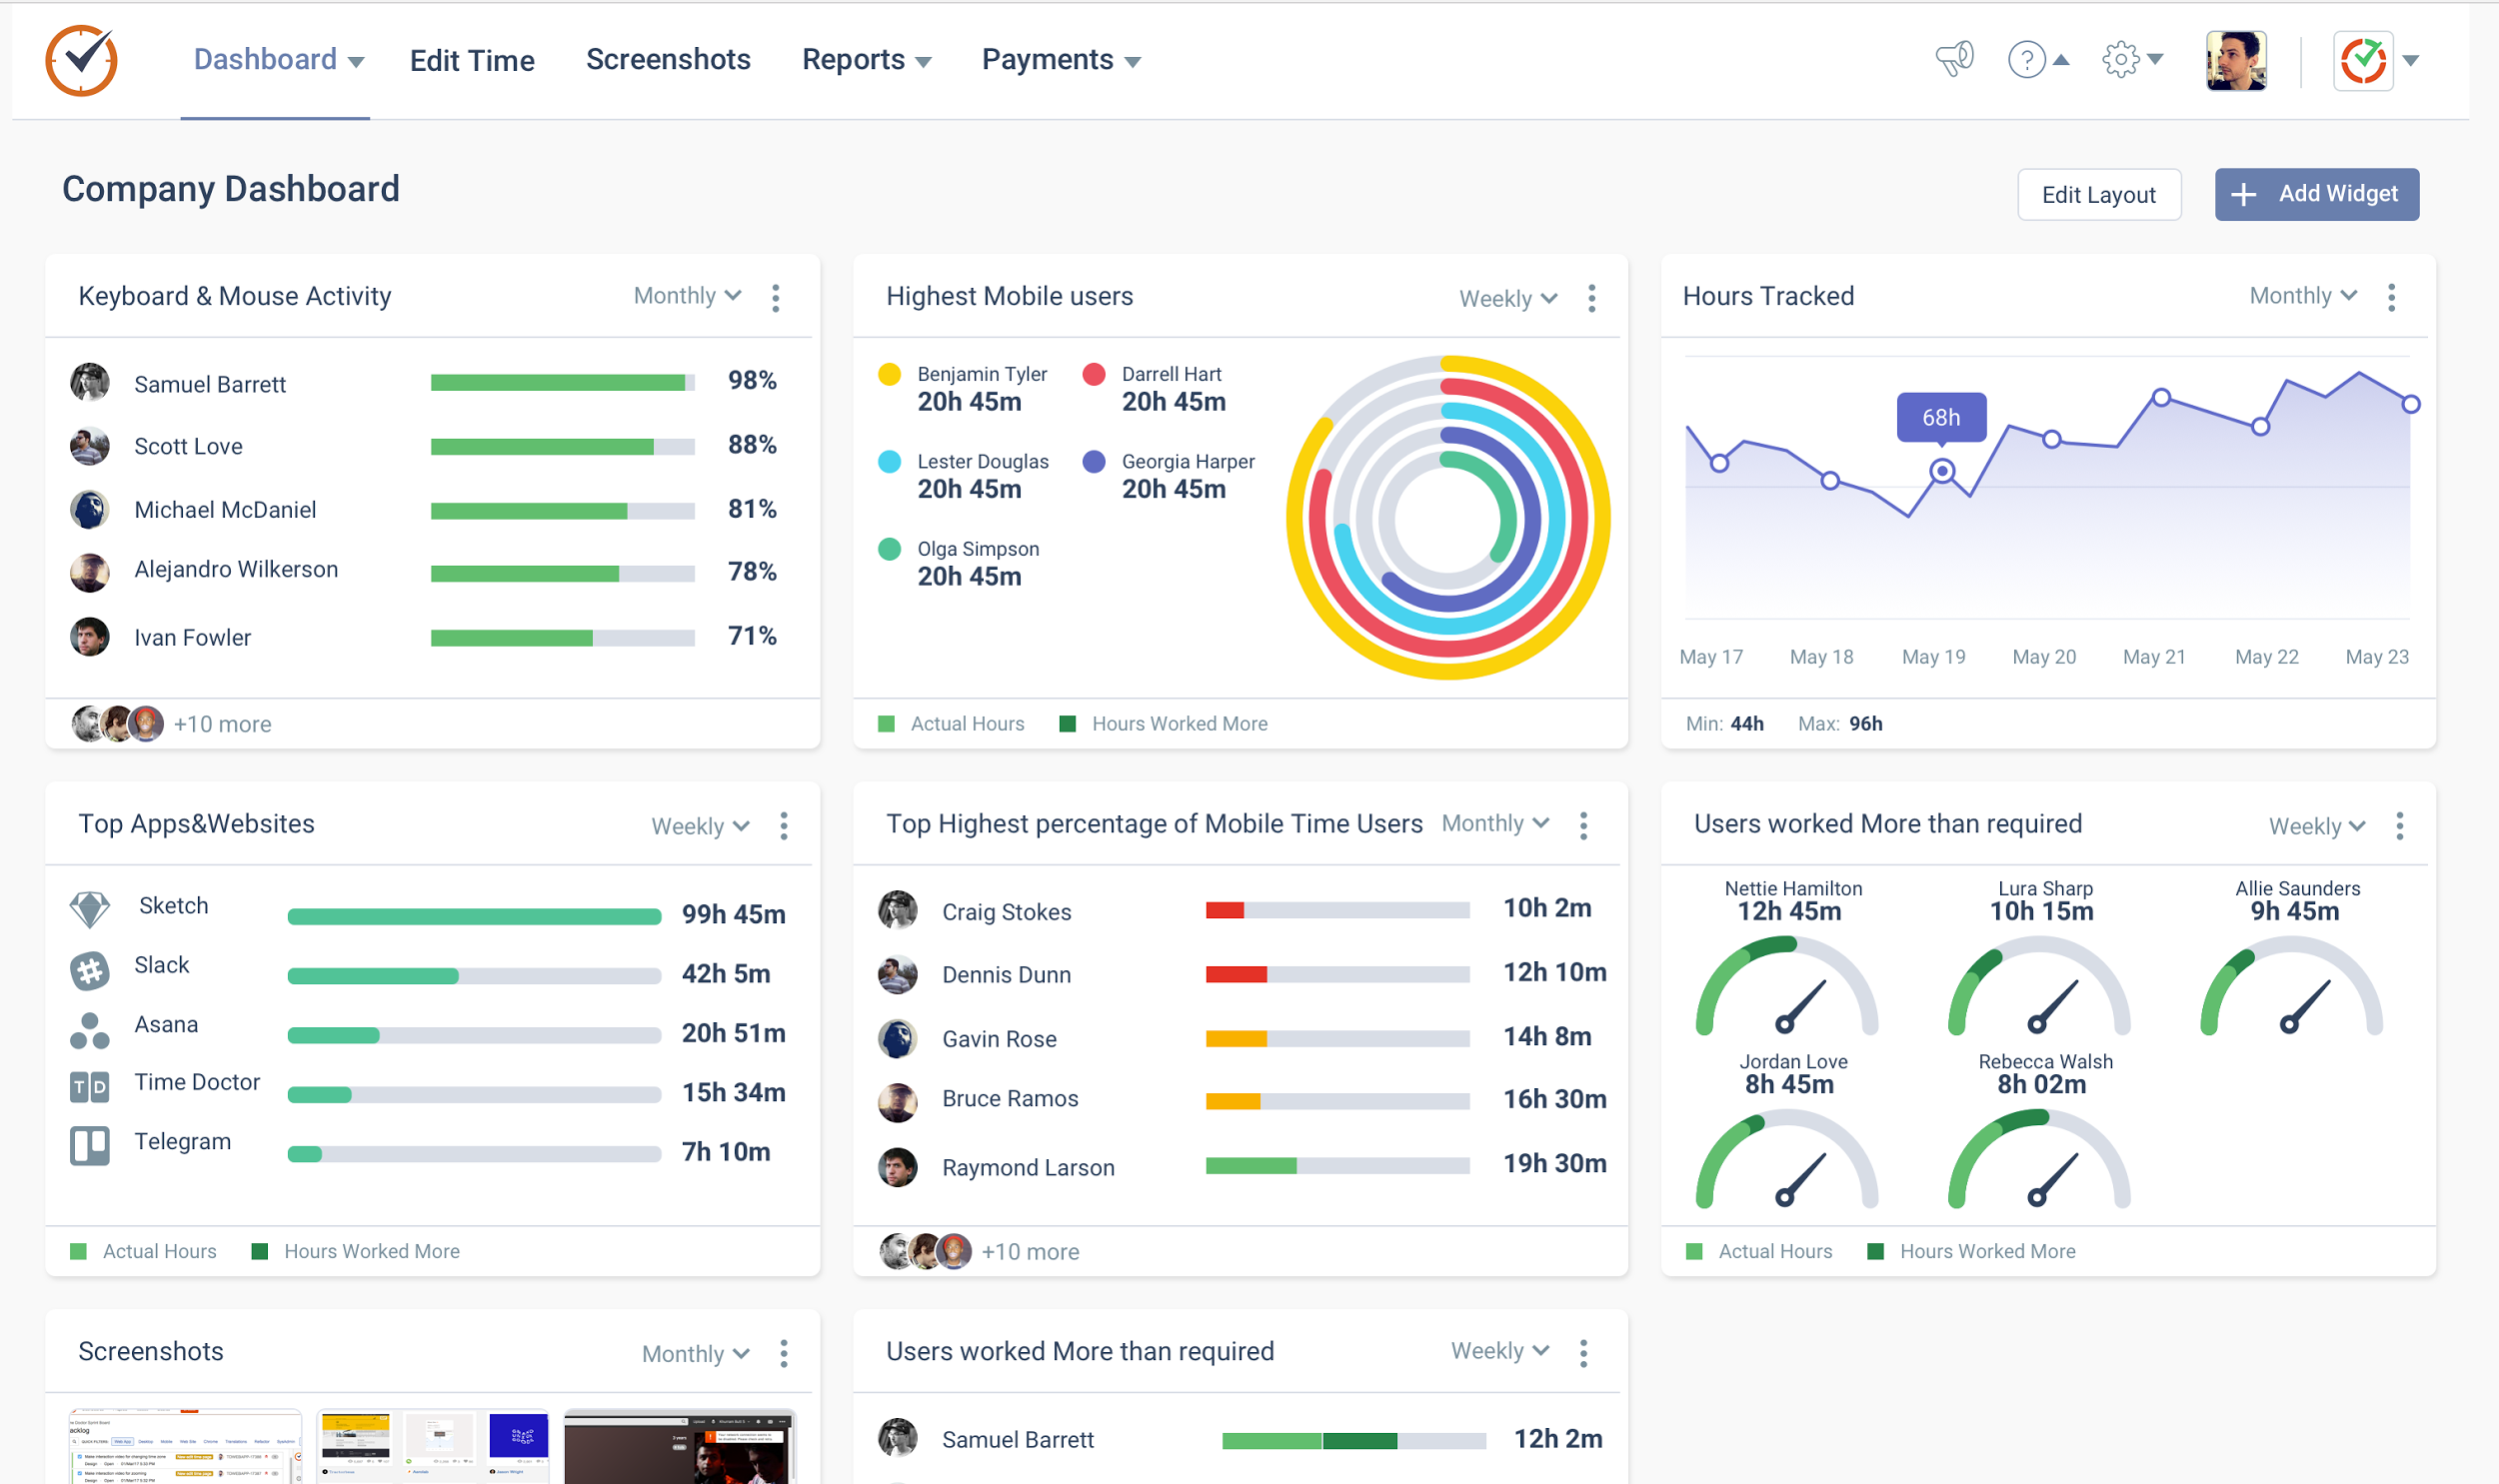 Dashboard
Edit Time
Screenshots
Reports
Payments
?
Company Dashboard
Edit Layout
+ Add Widget
Keyboard & Mouse Activity
Monthly
Samuel Barrett 98%
Scott Love 88%
Michael McDaniel 81%
Alejandro Wilkerson 78%
Ivan Fowler 71%
+10 more
Highest Mobile users
Weekly
Benjamin Tyler
20h 45m
Darrell Hart
20h 45m
Lester Douglas
20h 45m
Georgia Harper
20h 45m
Olga Simpson
20h 45m
Actual Hours
Hours Worked More
Hours Tracked
Monthly
68h
May 17 May 18 May 19 May 20 May 21 May 22 May 23
Min: 44h Max: 96h
Top Apps&Websites
Weekly
Sketch 99h 45m
Slack 42h 5m
Asana 20h 51m
TD Time Doctor 15h 34m
Telegram 7h 10m
Actual Hours
Hours Worked More
Top Highest percentage of Mobile Time Users
Monthly
Craig Stokes 10h 2m
Dennis Dunn 12h 10m
Gavin Rose 14h 8m
Bruce Ramos 16h 30m
Raymond Larson 19h 30m
+10 more
Users worked More than required
Weekly
Nettie Hamilton
12h 45m
Lura Sharp
10h 15m
Allie Saunders
9h 45m
Jordan Love
8h 45m
Rebecca Walsh
8h 02m
Actual Hours
Hours Worked More
Screenshots
Monthly
Users worked More than required
Weekly
Samuel Barrett 12h 2m